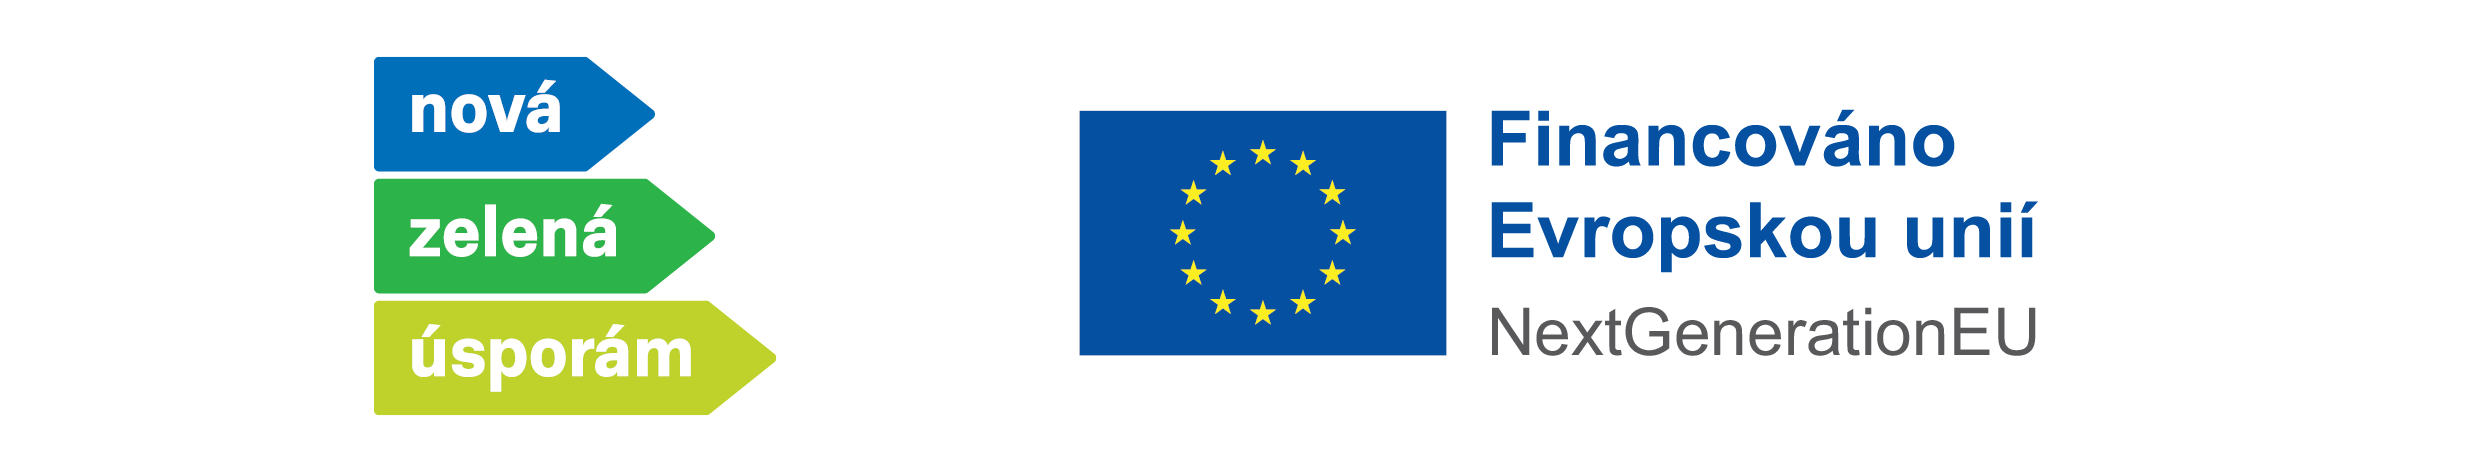 nová
zelená
úsporám
Financováno
Evropskou unií
NextGenerationEU